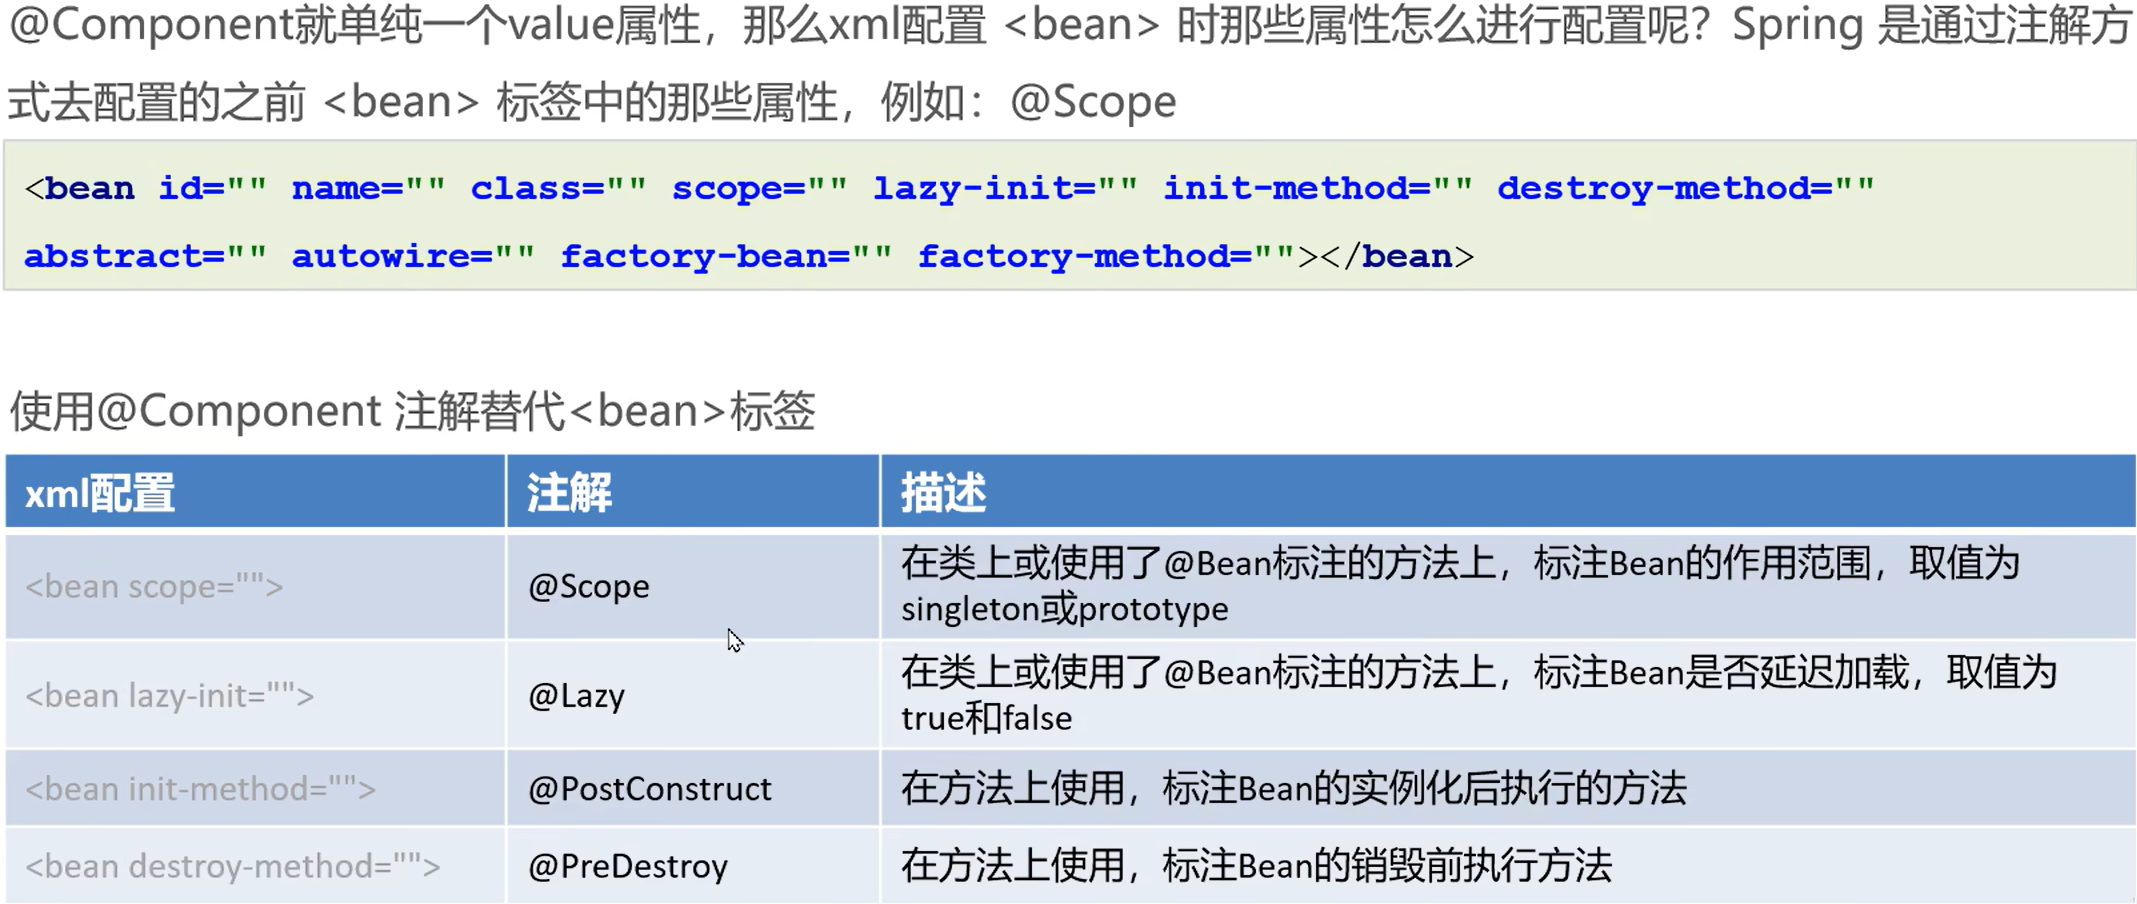 @Component就单纯一个value属性，那么xml配置 <bean> 时那些属性怎么进行配置呢？Spring 是通过注解方
式去配置的之前 <bean> 标签中的那些属性，例如：@Scope
<bean id="" name="" class="" scope="" lazy-init="" init-method="" destroy-method=""
abstract="" autowire="" factory-bean="" factory-method=""></bean>
使用@Component 注解替代<bean>标签
xml配置 注解 描述
<bean scope=""> @Scope 在类上或使用了@Bean标注的方法上，标注Bean的作用范围，取值为
singleton或prototype
<bean lazy-init=""> @Lazy 在类上或使用了@Bean标注的方法上，标注Bean是否延迟加载，取值为
true和false
<bean init-method=""> @PostConstruct 在方法上使用，标注Bean的实例化后执行的方法
<bean destroy-method=""> @PreDestroy 在方法上使用，标注Bean的销毁前执行方法